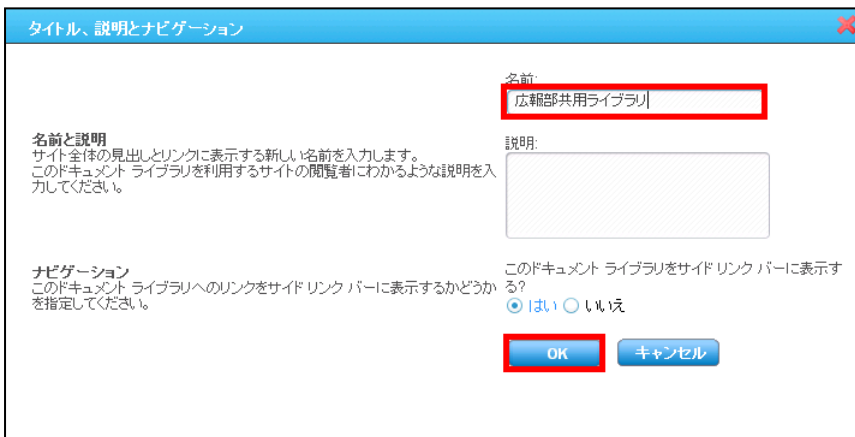 タイトル、説明とナビゲーション
名前:
広報部共用ライブラリ
名前と説明
サイト全体の見出しとリンクに表示する新しい名前を入力します。
このドキュメント ライブラリを利用するサイトの閲覧者にわかるような説明を入
力してください。
説明:
ナビゲーション
このドキュメント ライブラリへのリンクをサイド リンク バーに表示するかどうか
を指定してください。
このドキュメント ライブラリをサイド リンク バーに表示す
る?
はい いいえ
OK キャンセル